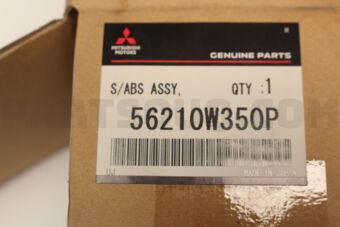 MITSUBISHI
MOTORS
GENUINE PARTS
S/ABS ASSY, QTY :1
56210W350P
MADE IN JAPAN